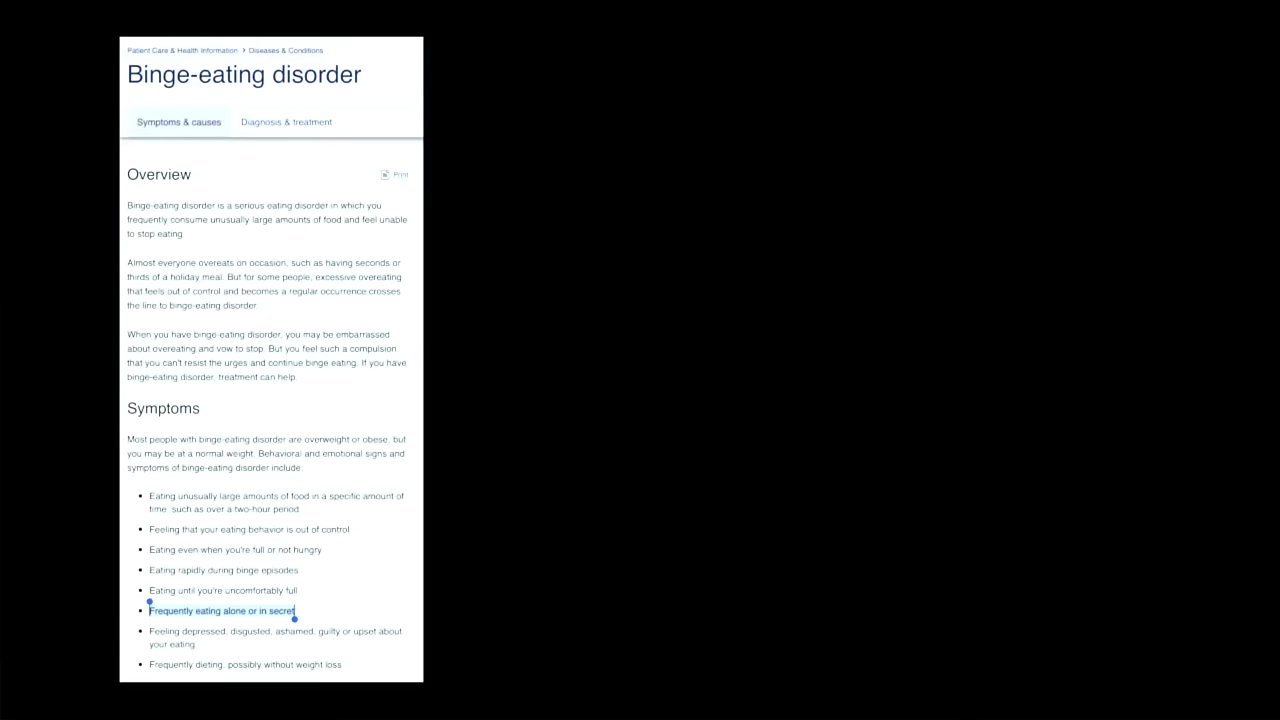 Patient Care & Health Information › Diseases & Conditions
Binge-eating disorder
Symptoms & causes Diagnosis & treatment
Overview
Print
Binge-eating disorder is a serious eating disorder in which you
frequently consume unusually large amounts of food and feel unable
to stop eating.
Almost everyone overeats on occasion, such as having seconds or
thirds of a holiday meal. But for some people, excessive overeating
that feels out of control and becomes a regular occurrence crosses
the line to binge-eating disorder.
When you have binge-eating disorder, you may be embarrassed
about overeating and vow to stop. But you feel such a compulsion
that you can't resist the urges and continue binge eating. If you have
binge-eating disorder, treatment can help.
Symptoms
Most people with binge-eating disorder are overweight or obese, but
you may be at a normal weight. Behavioral and emotional signs and
symptoms of binge-eating disorder include:
• Eating unusually large amounts of food in a specific amount of
time, such as over a two-hour period
• Feeling that your eating behavior is out of control
• Eating even when you're full or not hungry
• Eating rapidly during binge episodes
• Eating until you're uncomfortably full
• Frequently eating alone or in secret
• Feeling depressed, disgusted, ashamed, guilty or upset about
your eating
• Frequently dieting, possibly without weight loss